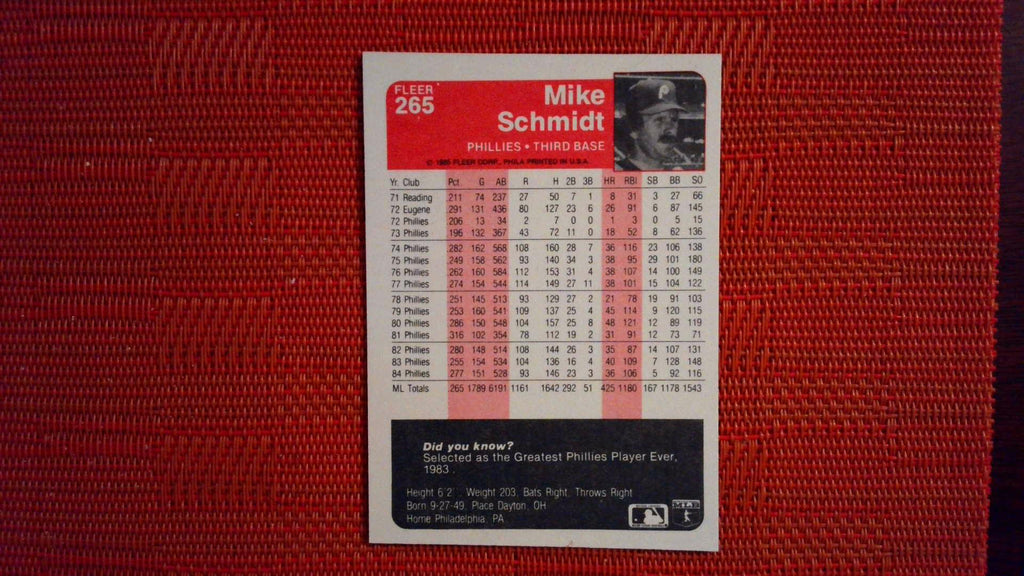 FLEER
265
Mike
Schmidt
PHILLIES • THIRD BASE
© 1985 FLEER CORP., PHILA PRINTED IN U.S.A.
Yr. Club Pct. G AB R H 2B 3B HR RBI SB BB SO
71 Reading .211 74 237 27 50 7 1 8 31 3 27 66
72 Eugene .291 131 436 80 127 23 6 26 91 6 87 145
72 Phillies .206 13 34 2 7 0 0 1 3 0 5 15
73 Phillies .196 132 367 43 72 11 0 18 52 8 62 136
74 Phillies .282 162 568 108 160 28 7 36 116 23 106 138
75 Phillies .249 158 562 93 140 34 3 38 95 29 101 180
76 Phillies .262 160 584 112 153 31 4 38 107 14 100 149
77 Phillies .274 154 544 114 149 27 11 38 101 15 104 122
78 Phillies .251 145 513 93 129 27 2 21 78 19 91 103
79 Phillies .253 160 541 109 137 25 4 45 114 9 120 115
80 Phillies .286 150 548 104 157 25 8 48 121 12 89 119
81 Phillies .316 102 354 78 112 19 2 31 91 12 73 71
82 Phillies .280 148 514 108 144 26 3 35 87 14 107 131
83 Phillies .255 154 534 104 136 16 4 40 109 7 128 148
84 Phillies .277 151 528 93 146 23 3 36 106 5 92 116
ML Totals .265 1789 6191 1161 1642 292 51 425 1180 167 1178 1543
Did you know?
Selected as the Greatest Phillies Player Ever,
1983.
Height 6'2" Weight 203 Bats Right Throws Right
Born 9-27-49 Place Dayton, OH
Home Philadelphia, PA